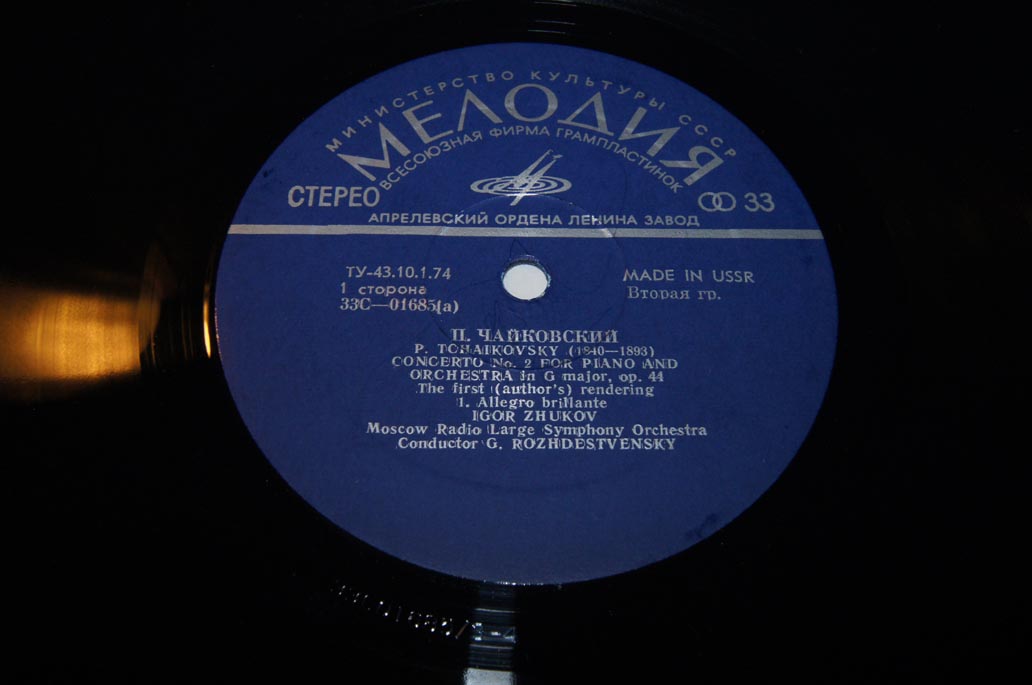 МИНИСТЕРСТВО КУЛЬТУРЫ СССР
МЕЛОДИЯ
ВСЕСОЮЗНАЯ ФИРМА ГРАМПЛАСТИНОК
СТЕРЕО
33
АПРЕЛЕВСКИЙ ОРДЕНА ЛЕНИНА ЗАВОД
ТУ-43.10.1.74
1 сторона
33С—01685(а)
MADE IN USSR
Вторая гр.
П. ЧАЙКОВСКИЙ
P. TCHAIKOVSKY (1840—1893)
CONCERTO No. 2 FOR PIANO AND
ORCHESTRA in G major, op. 44
The first (author's) rendering
1. Allegro brillante
IGOR ZHUKOV
Moscow Radio Large Symphony Orchestra
Conductor G. ROZHDESTVENSKY